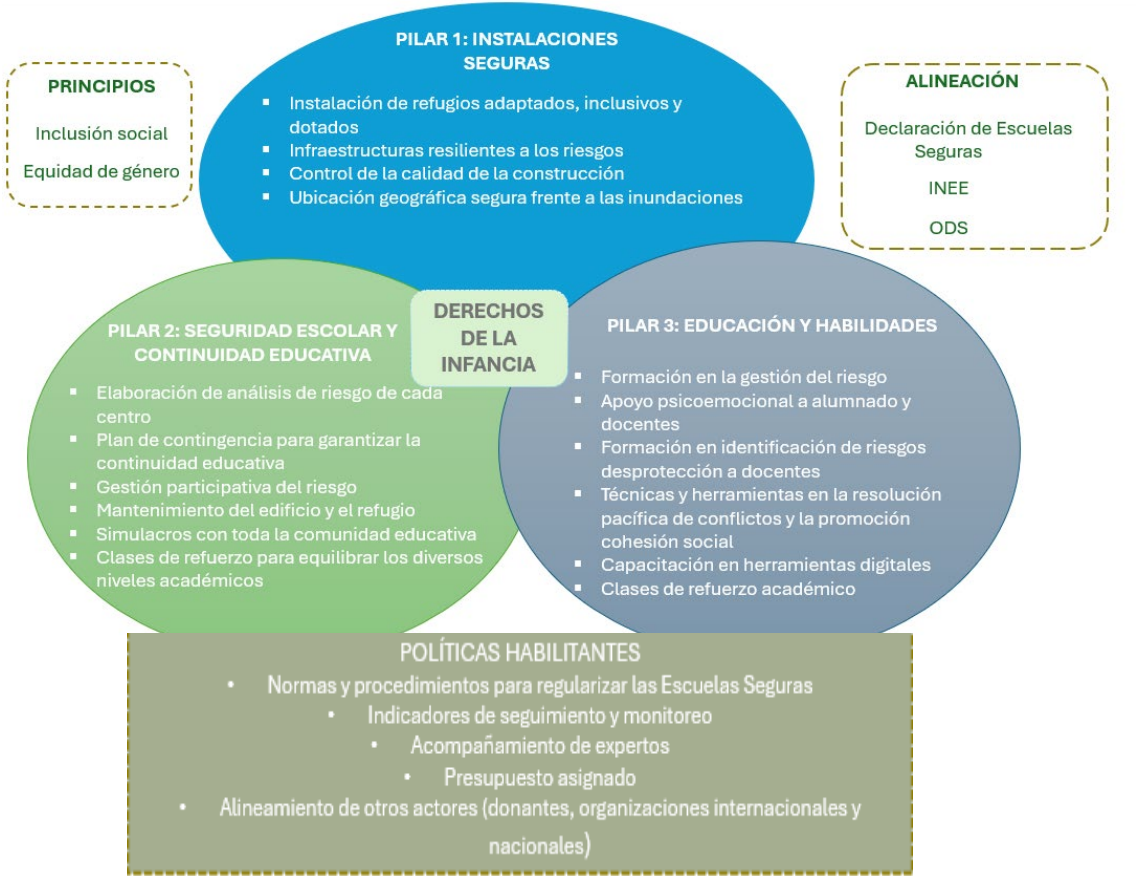 PILAR 1: INSTALACIONES
SEGURAS
▪ Instalación de refugios adaptados, inclusivos y
dotados
▪ Infraestructuras resilientes a los riesgos
▪ Control de la calidad de la construcción
▪ Ubicación geográfica segura frente a las inundaciones
PRINCIPIOS
Inclusión social
Equidad de género
ALINEACIÓN
Declaración de Escuelas
Seguras
INEE
ODS
DERECHOS
DE LA
INFANCIA
PILAR 2: SEGURIDAD ESCOLAR Y
CONTINUIDAD EDUCATIVA
▪ Elaboración de análisis de riesgo de cada
centro
▪ Plan de contingencia para garantizar la
continuidad educativa
▪ Gestión participativa del riesgo
▪ Mantenimiento del edificio y el refugio
▪ Simulacros con toda la comunidad educativa
▪ Clases de refuerzo para equilibrar los diversos
niveles académicos
PILAR 3: EDUCACIÓN Y HABILIDADES
▪ Formación en la gestión del riesgo
▪ Apoyo psicoemocional a alumnado y
docentes
▪ Formación en identificación de riesgos
desprotección a docentes
▪ Técnicas y herramientas en la resolución
pacífica de conflictos y la promoción
cohesión social
▪ Capacitación en herramientas digitales
▪ Clases de refuerzo académico
POLÍTICAS HABILITANTES
• Normas y procedimientos para regularizar las Escuelas Seguras
• Indicadores de seguimiento y monitoreo
• Acompañamiento de expertos
• Presupuesto asignado
• Alineamiento de otros actores (donantes, organizaciones internacionales y
nacionales)